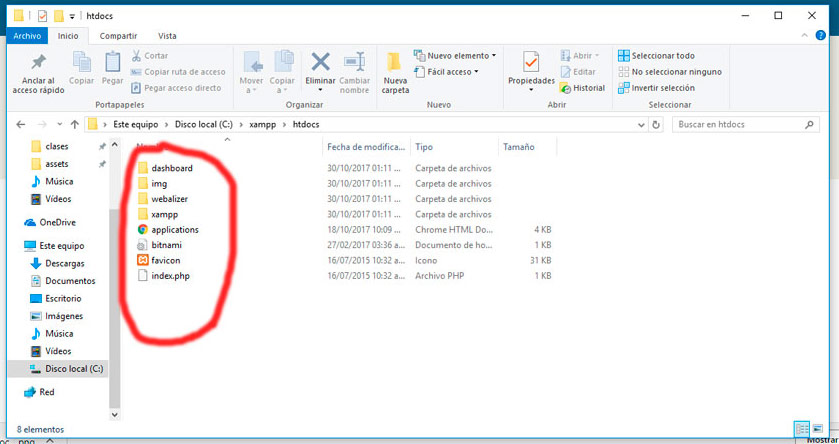 htdocs
Archivo Inicio Compartir Vista
Anclar al acceso rápido
Copiar
Pegar
Cortar
Copiar ruta de acceso
Pegar acceso directo
Portapapeles
Mover a
Copiar a
Eliminar
Cambiar nombre
Organizar
Nueva carpeta
Nuevo elemento
Fácil acceso
Nuevo
Propiedades
Abrir
Editar
Historial
Abrir
Seleccionar todo
No seleccionar ninguno
Invertir selección
Seleccionar
Este equipo > Disco local (C:) > xampp > htdocs
Buscar en htdocs
clases
assets
Música
Vídeos
OneDrive
Este equipo
Descargas
Documentos
Escritorio
Imágenes
Música
Vídeos
Disco local (C:)
Red
Fecha de modifica... Tipo Tamaño
dashboard 30/10/2017 01:11 ... Carpeta de archivos
img 30/10/2017 01:11 ... Carpeta de archivos
webalizer 30/10/2017 01:11 ... Carpeta de archivos
xampp 30/10/2017 01:11 ... Carpeta de archivos
applications 18/10/2017 10:09 ... Chrome HTML Do... 4 KB
bitnami 27/02/2017 03:36 a... Documento de ho... 1 KB
favicon 16/07/2015 10:32 a... Icono 31 KB
index.php 16/07/2015 10:32 a... Archivo PHP 1 KB
8 elementos